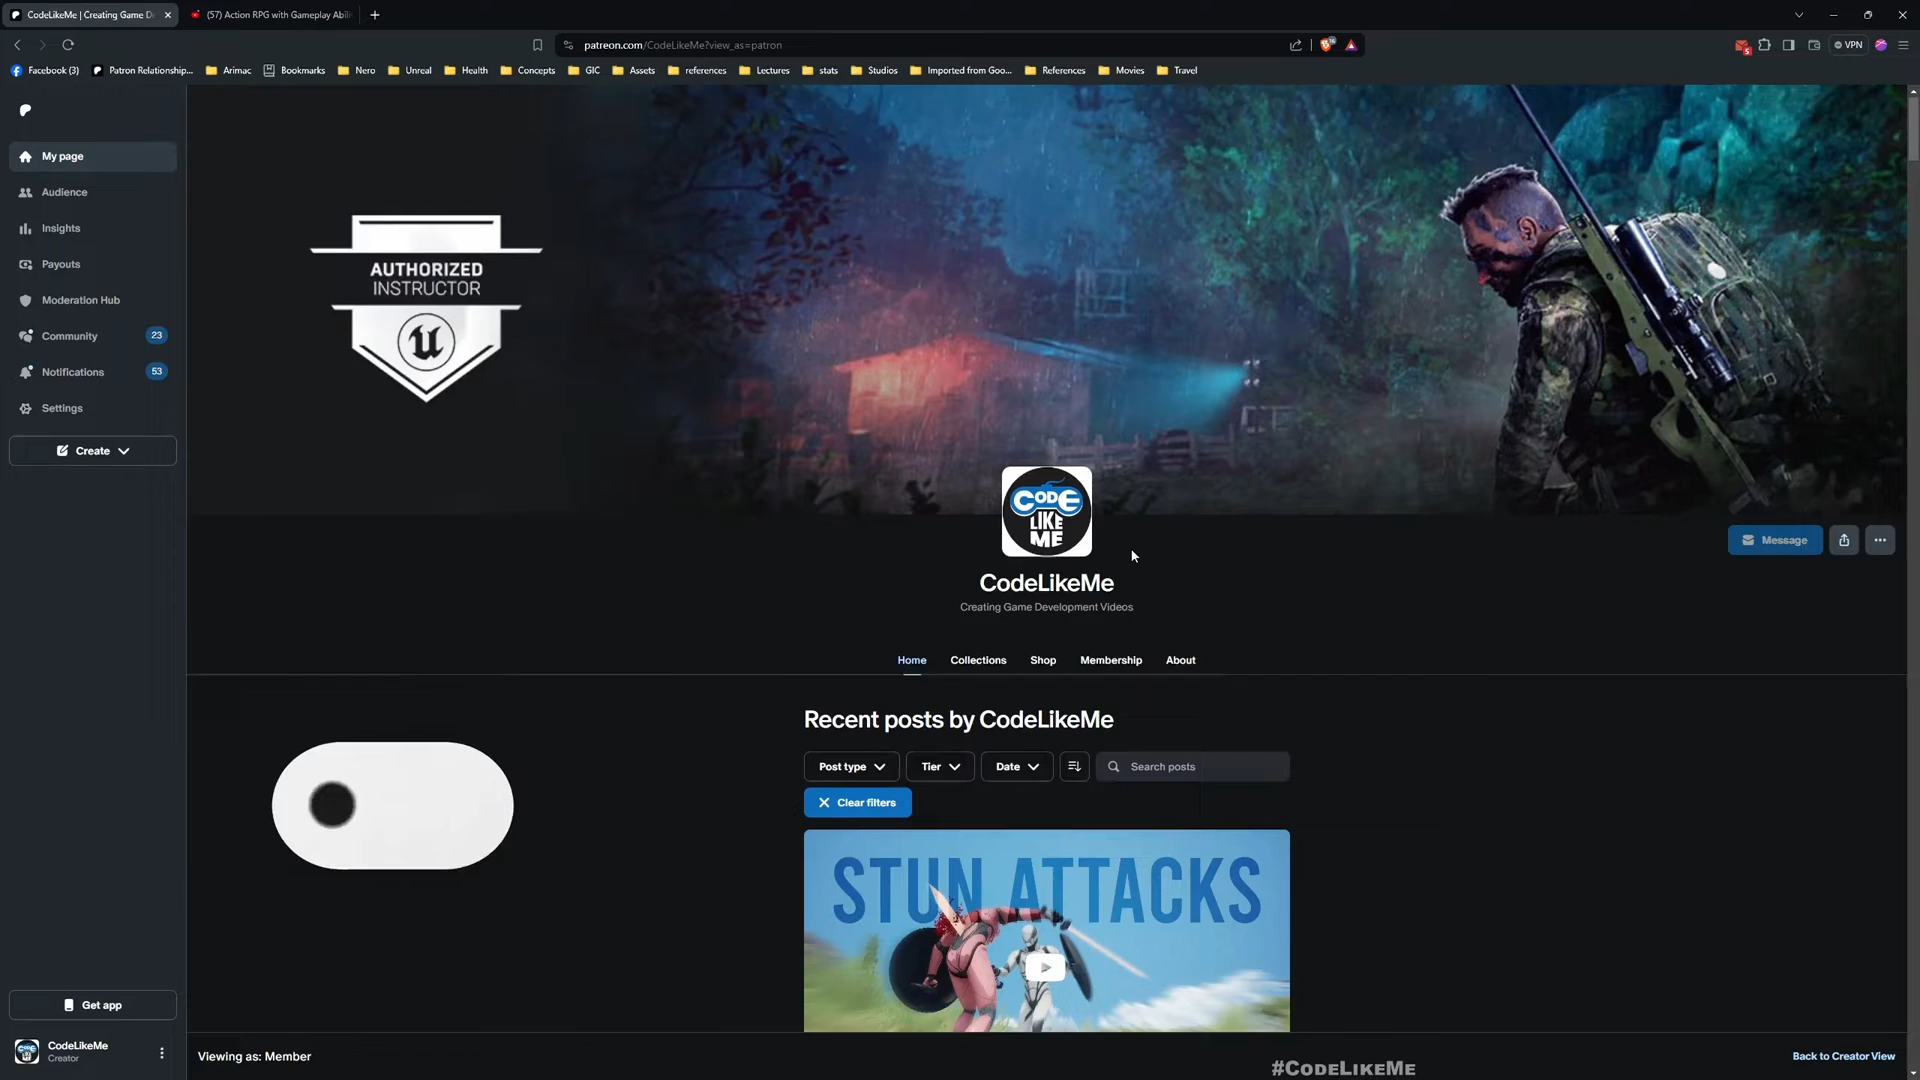 CodeLikeMe | Creating Game D
(57) Action RPG with Gameplay Abili
patreon.com/CodeLikeMe?view_as=patron
VPN
Facebook (3)
Patron Relationship...
Arimac
Bookmarks
Nero
Unreal
Health
Concepts
GIC
Assets
references
Lectures
stats
Studios
Imported from Goo...
References
Movies
Travel
My page
Audience
Insights
Payouts
Moderation Hub
Community
23
Notifications
53
Settings
Create
AUTHORIZED
INSTRUCTOR
CODE
LIKE
ME
Message
CodeLikeMe
Creating Game Development Videos
Home
Collections
Shop
Membership
About
Recent posts by CodeLikeMe
Post type
Tier
Date
Search posts
Clear filters
STUN ATTACKS
Get app
CodeLikeMe
Creator
Viewing as: Member
Back to Creator View
#CODELIKEME